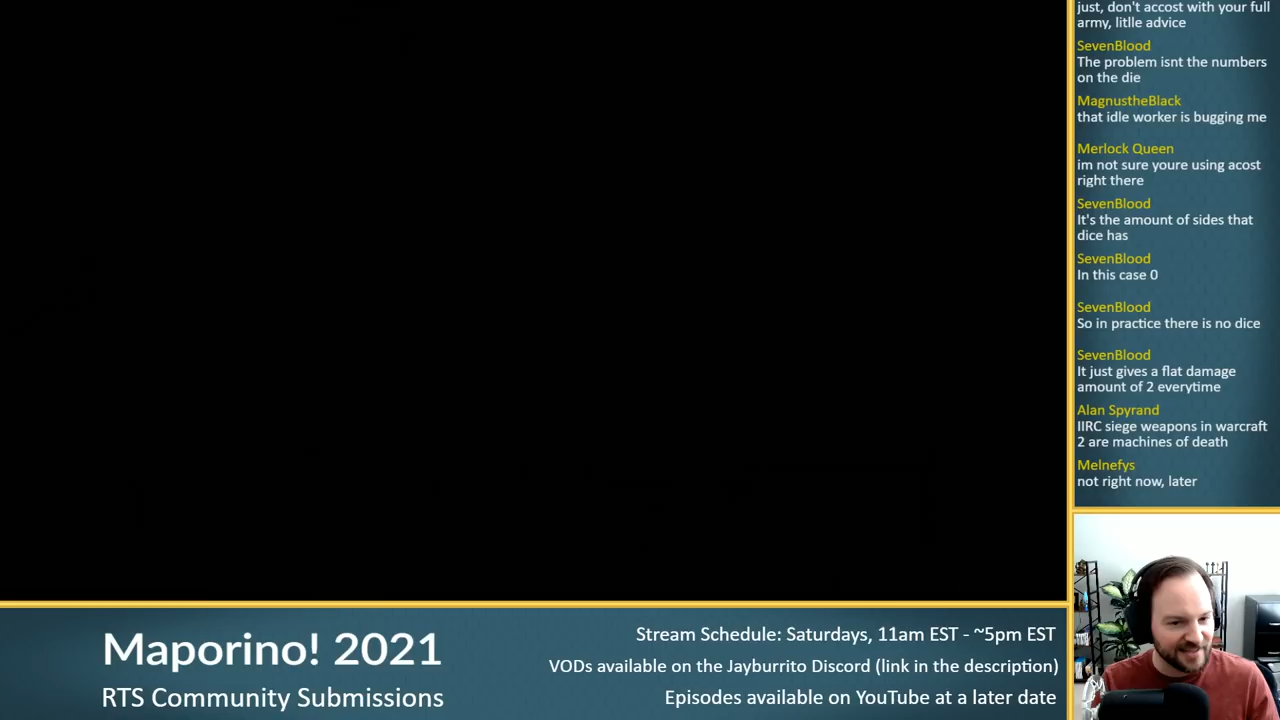 just, don't accost with your full
army, litlle advice
SevenBlood
The problem isnt the numbers
on the die
MagnustheBlack
that idle worker is bugging me
Merlock Queen
im not sure youre using acost
right there
SevenBlood
It's the amount of sides that
dice has
SevenBlood
In this case 0
SevenBlood
So in practice there is no dice
SevenBlood
It just gives a flat damage
amount of 2 everytime
Alan Spyrand
IIRC siege weapons in warcraft
2 are machines of death
Melnefys
not right now, later
Maporino! 2021
RTS Community Submissions
Stream Schedule: Saturdays, 11am EST - ~5pm EST
VODs available on the Jayburrito Discord (link in the description)
Episodes available on YouTube at a later date